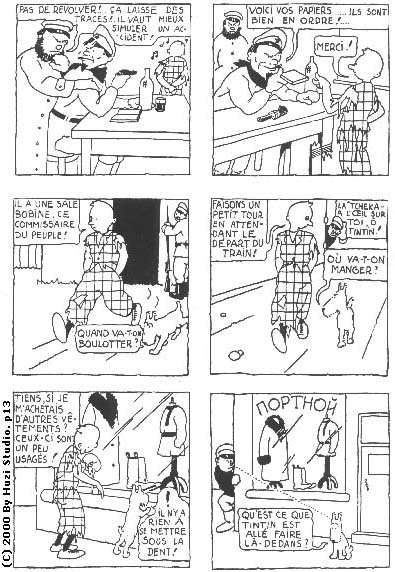 PAS DE REVOLVER!.. ÇA LAISSE DES
TRACES!. IL VAUT MIEUX
SIMULER UN AC-
CIDENT!
VOICI VOS PAPIERS ....ILS SONT
BIEN EN ORDRE!....
MERCI.!
IL A UNE SALE
BOBINE, CE
COMMISSAIRE
DU PEUPLE!
QUAND VA-T-ON
BOULOTTER?
FAISONS UN
PETIT TOUR
EN ATTEN-
DANT LE
DÉPART DU
TRAIN!
LA "TCHEKA"
A L'ŒIL SUR
TOI, Ô
TINTIN!
OÙ VA-T-ON
MANGER?
TIENS, SI JE
M'ACHETAIS
D'AUTRES VÊ-
TEMENTS?
CEUX-CI SONT
UN PEU
USAGÉS!
IL N'Y A
RIEN À
SE METTRE
SOUS LA
DENT!
ПОРТНОЙ
QU'EST CE QUE
TINTIN EST
ALLÉ FAIRE
LÀ-DEDANS?
(C) 2000 By Huzi Studio. p13